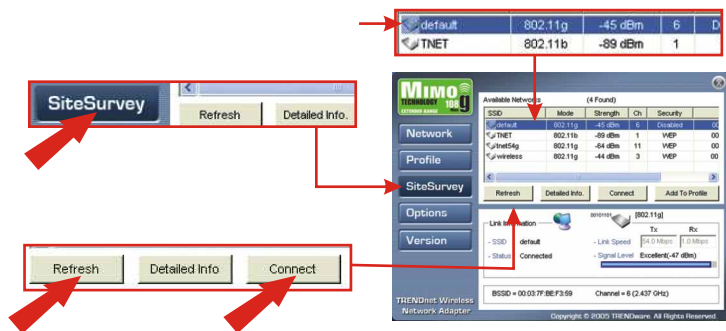 default 802.11g -45 dBm 6 D
TNET 802.11b -89 dBm 1
SiteSurvey
Refresh Detailed Info.
Refresh Detailed Info Connect
MIMO
TECHNOLOGY 108 g
EXTENDED RANGE
Network
Profile
SiteSurvey
Options
Version
TRENDnet Wireless
Network Adapter
Available Networks (4 Found)
SSID Mode Strength Ch Security
default 802.11g -45 dBm 6 Disabled 00
TNET 802.11b -89 dBm 1 WEP 00
tnet54g 802.11g -64 dBm 11 WEP 00
wireless 802.11g -44 dBm 3 WEP 00
Refresh Detailed Info. Connect Add To Profile
Link Information [802.11g]
Tx Rx
- SSID default - Link Speed 54.0 Mbps 1.0 Mbps
- Status Connected - Signal Level Excellent(-47 dBm)
BSSID = 00:03:7F:BE:F3:59 Channel = 6 (2.437 GHz)
Copyright © 2005 TRENDware. All Rights Reserved.